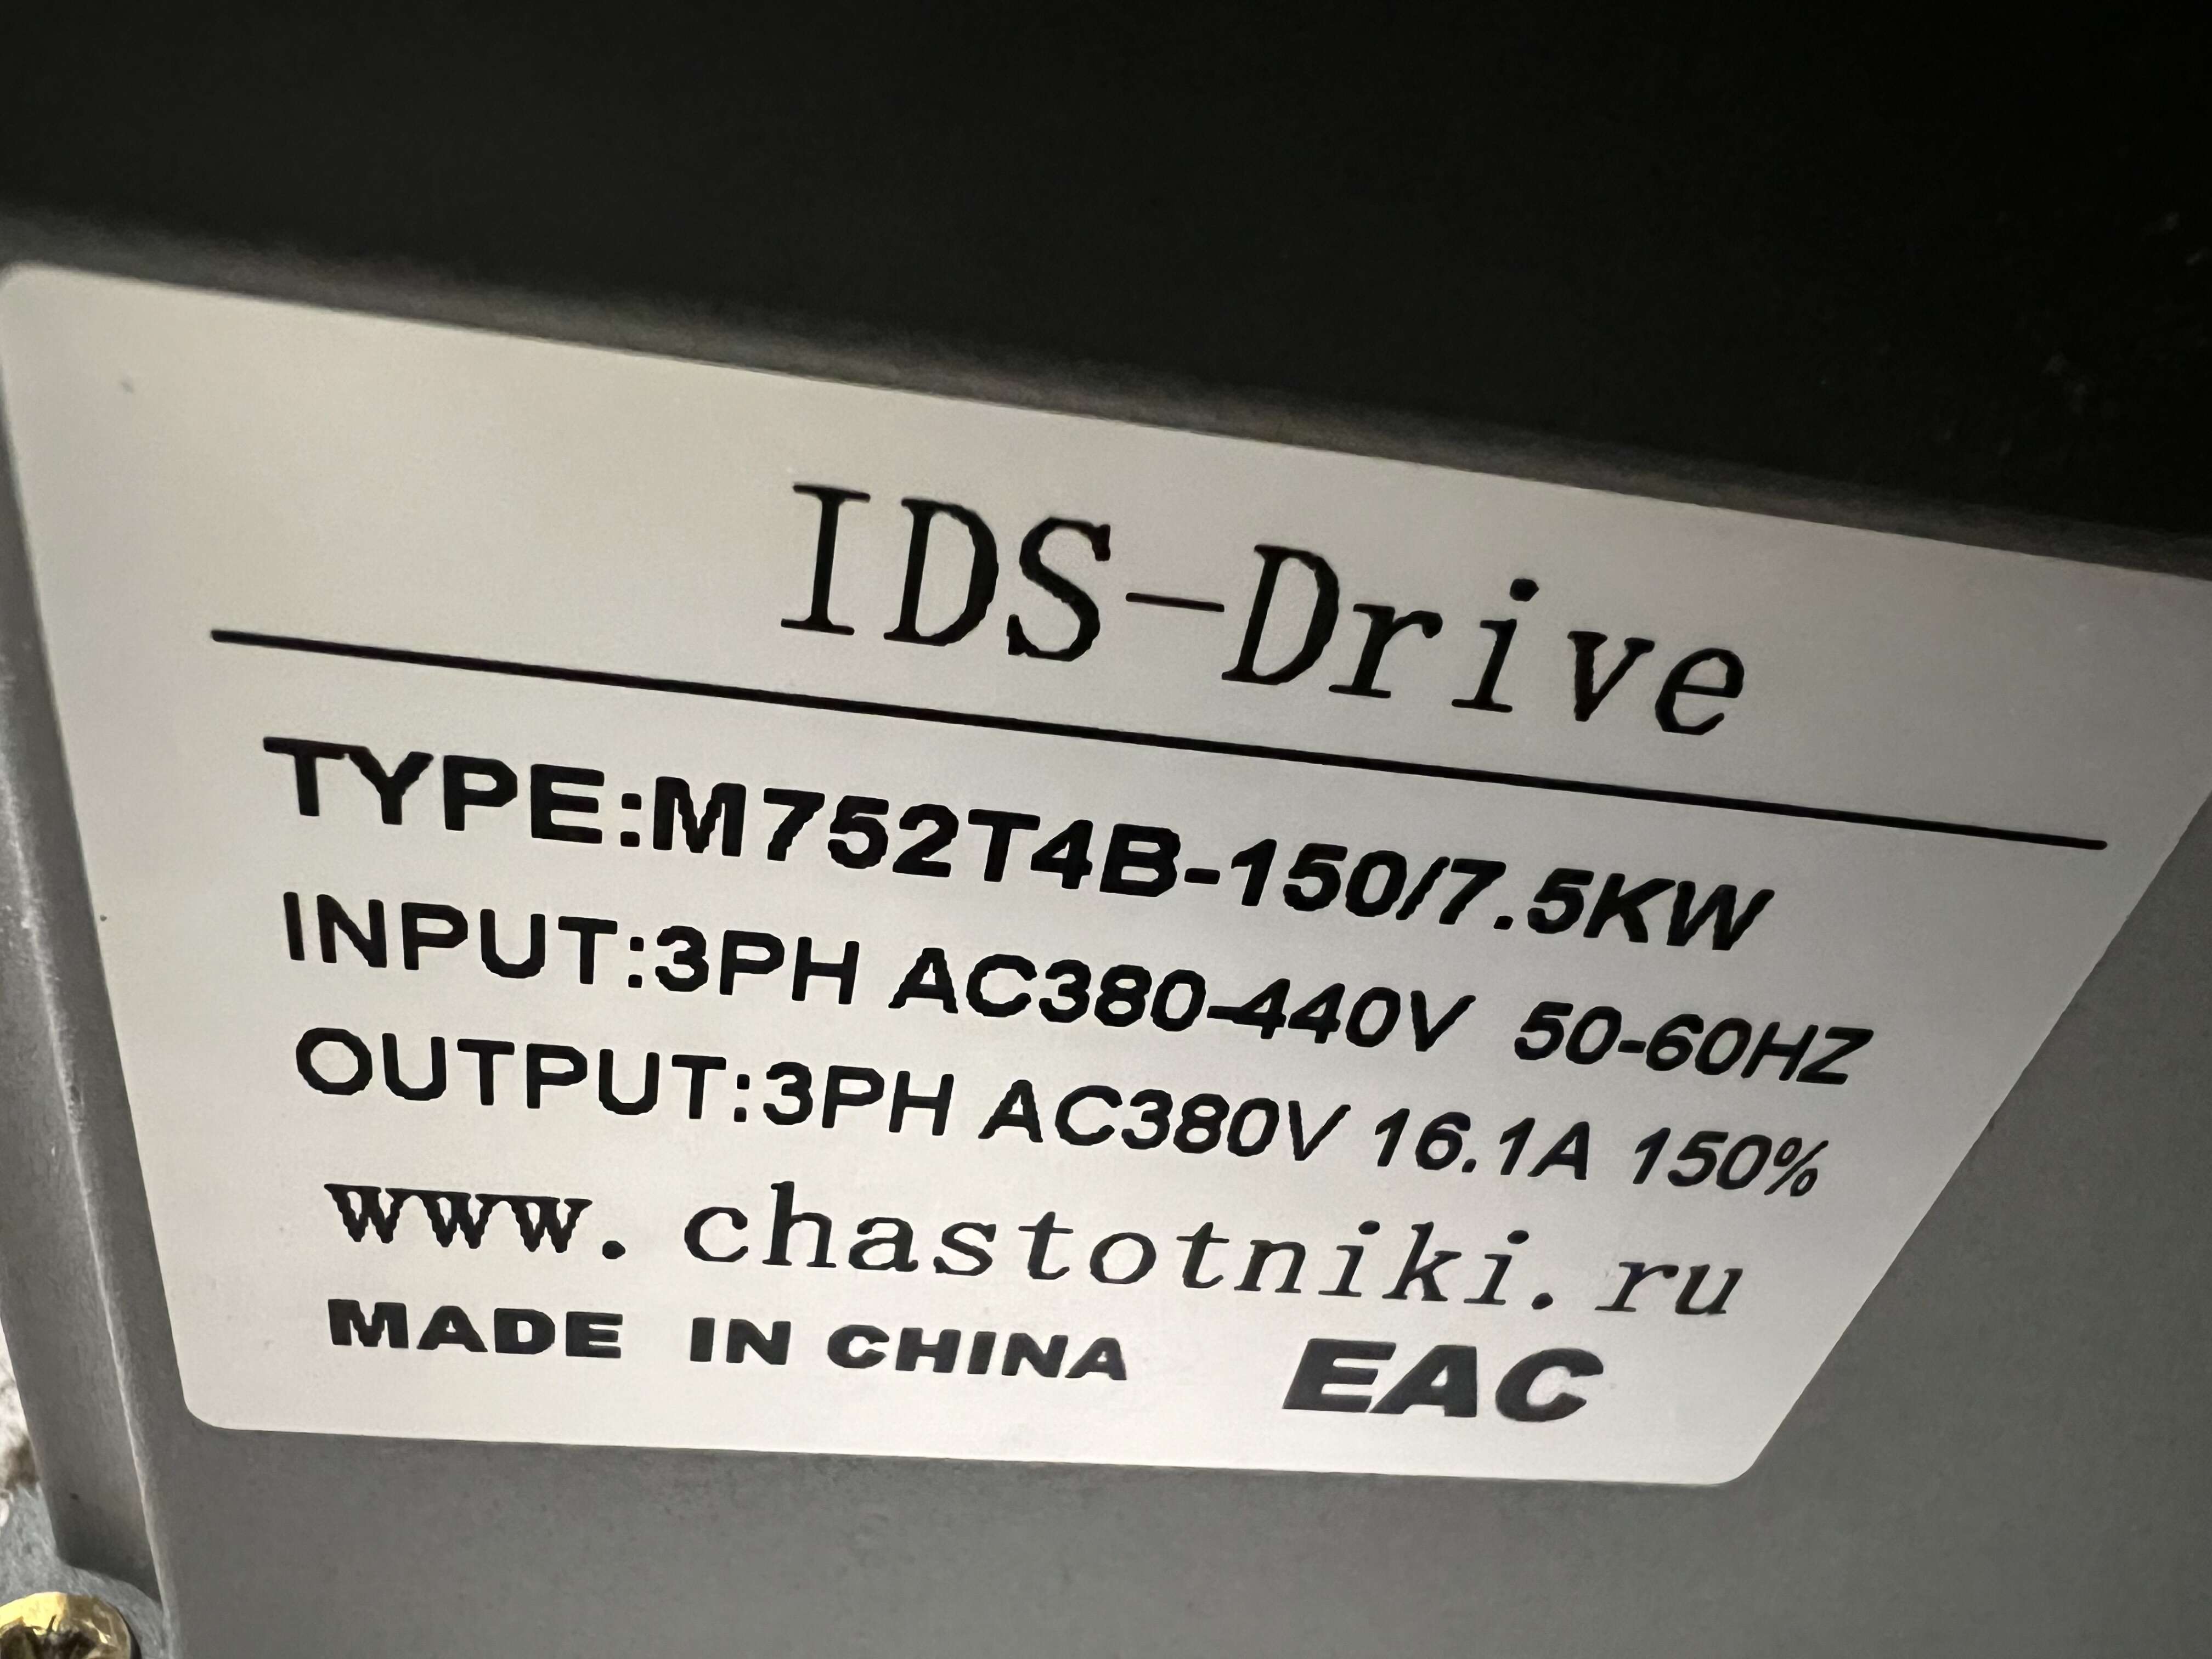 IDS-Drive
TYPE:M752T4B-150/7.5KW
INPUT:3PH AC380-440V 50-60HZ
OUTPUT:3PH AC380V 16.1A 150%
www.chastotniki.ru
MADE IN CHINA EAC